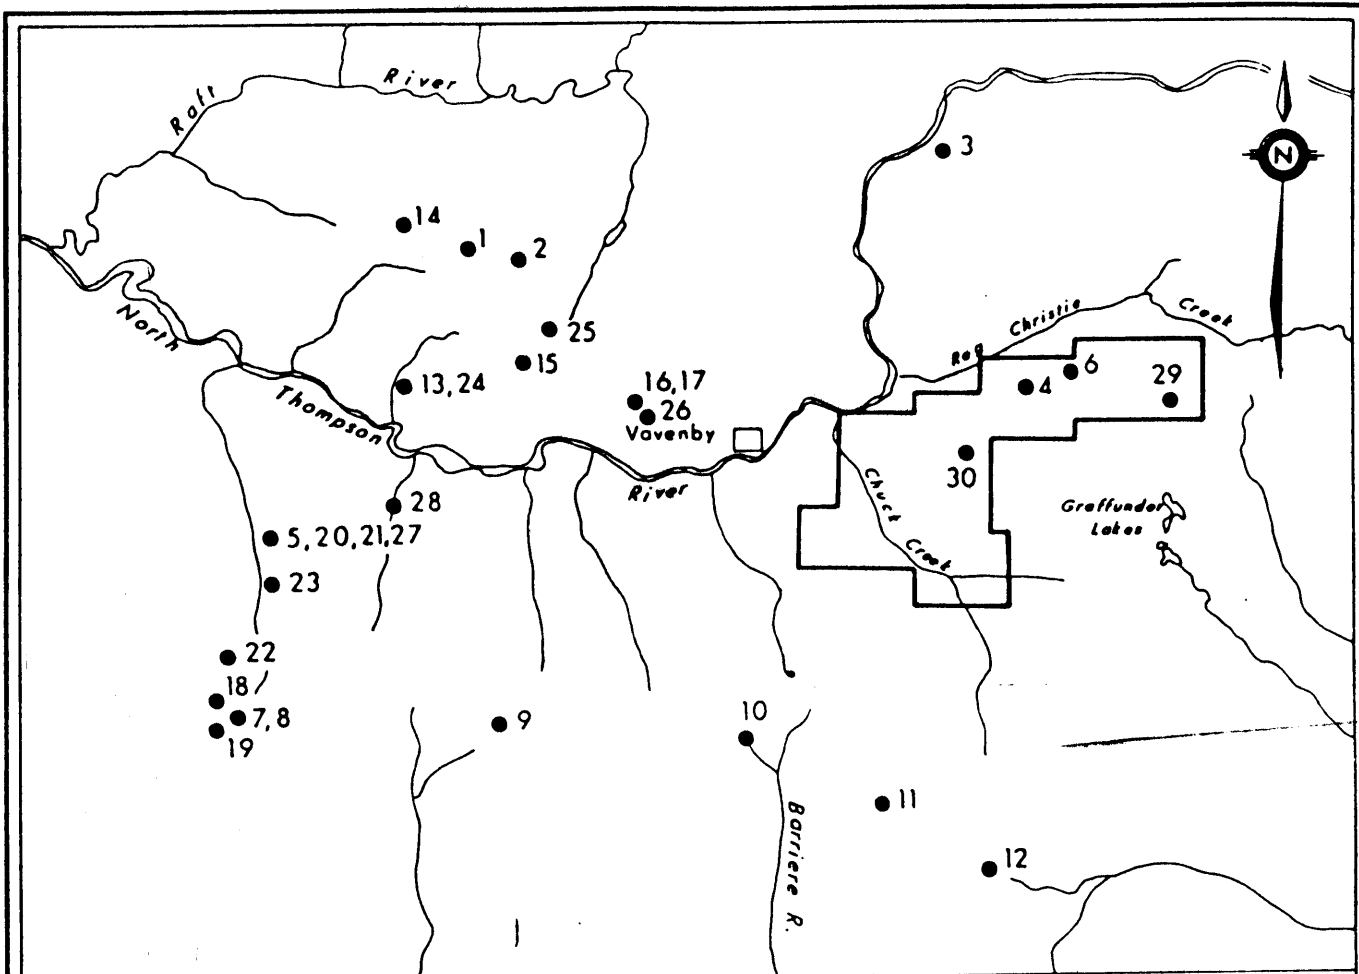 Raft River
3
N
14
1
2
Christie Creek
North
25
Reg
15
6
13,24
16,17
4
29
Thompson
26
Vavenby
30
River
Chuck Creek
28
Graffunder
Lakes
5,20,21,27
23
22
18
7,8
19
9
10
11
Barriere R.
12